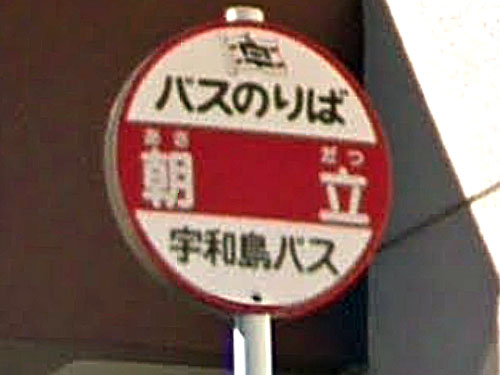 バスのりば
あさ だつ
朝 立
宇和島バス